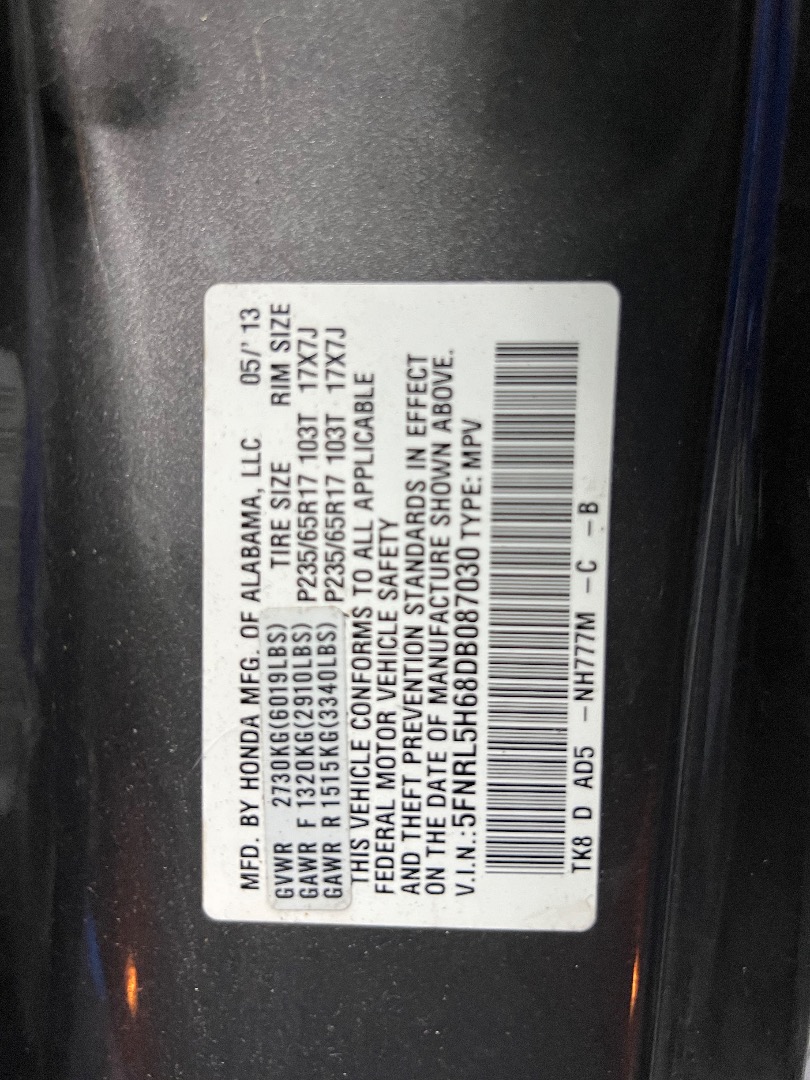 MFD. BY HONDA MFG. OF ALABAMA, LLC 05/'13
GVWR 2730KG(6019LBS) TIRE SIZE RIM SIZE
GAWR F 1320KG(2910LBS) P235/65R17 103T 17X7J
GAWR R 1515KG(3340LBS) P235/65R17 103T 17X7J
THIS VEHICLE CONFORMS TO ALL APPLICABLE
FEDERAL MOTOR VEHICLE SAFETY
AND THEFT PREVENTION STANDARDS IN EFFECT
ON THE DATE OF MANUFACTURE SHOWN ABOVE.
V.I.N.:5FNRL5H68DB087030 TYPE: MPV
TK8 D AD5 -NH777M -C -B